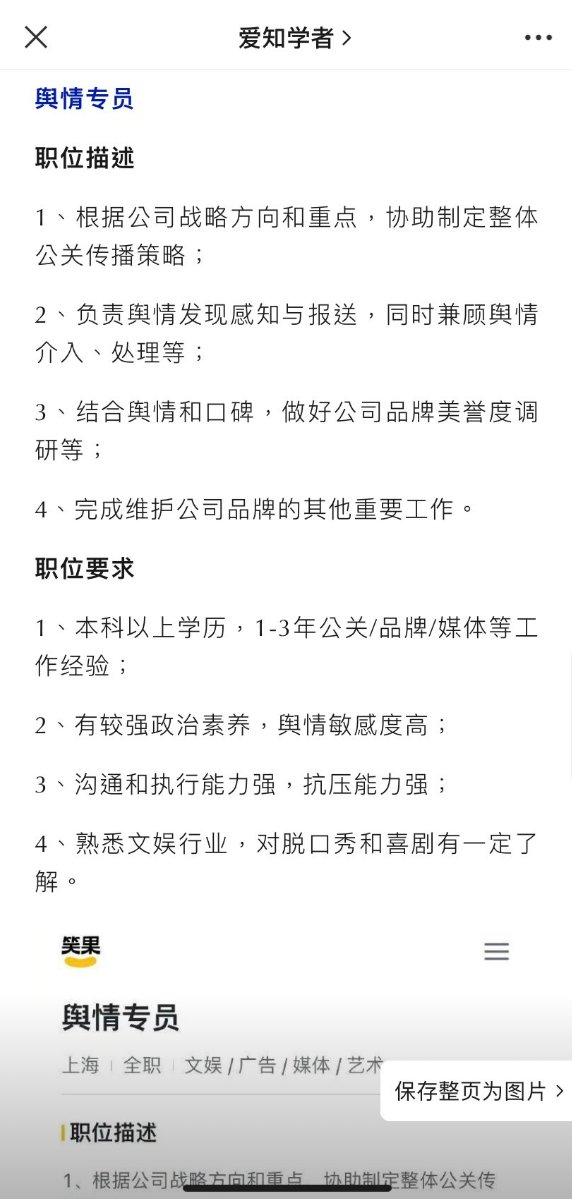 爱知学者 >
舆情专员
职位描述
1、根据公司战略方向和重点，协助制定整体
公关传播策略；
2、负责舆情发现感知与报送，同时兼顾舆情
介入、处理等；
3、结合舆情和口碑，做好公司品牌美誉度调
研等；
4、完成维护公司品牌的其他重要工作。
职位要求
1、本科以上学历，1-3年公关/品牌/媒体等工
作经验；
2、有较强政治素养，舆情敏感度高；
3、沟通和执行能力强，抗压能力强；
4、熟悉文娱行业，对脱口秀和喜剧有一定了
解。
笑果
舆情专员
上海 | 全职 | 文娱 / 广告 / 媒体 / 艺术
保存整页为图片 >
职位描述
1、根据公司战略方向和重点，协助制定整体公关传